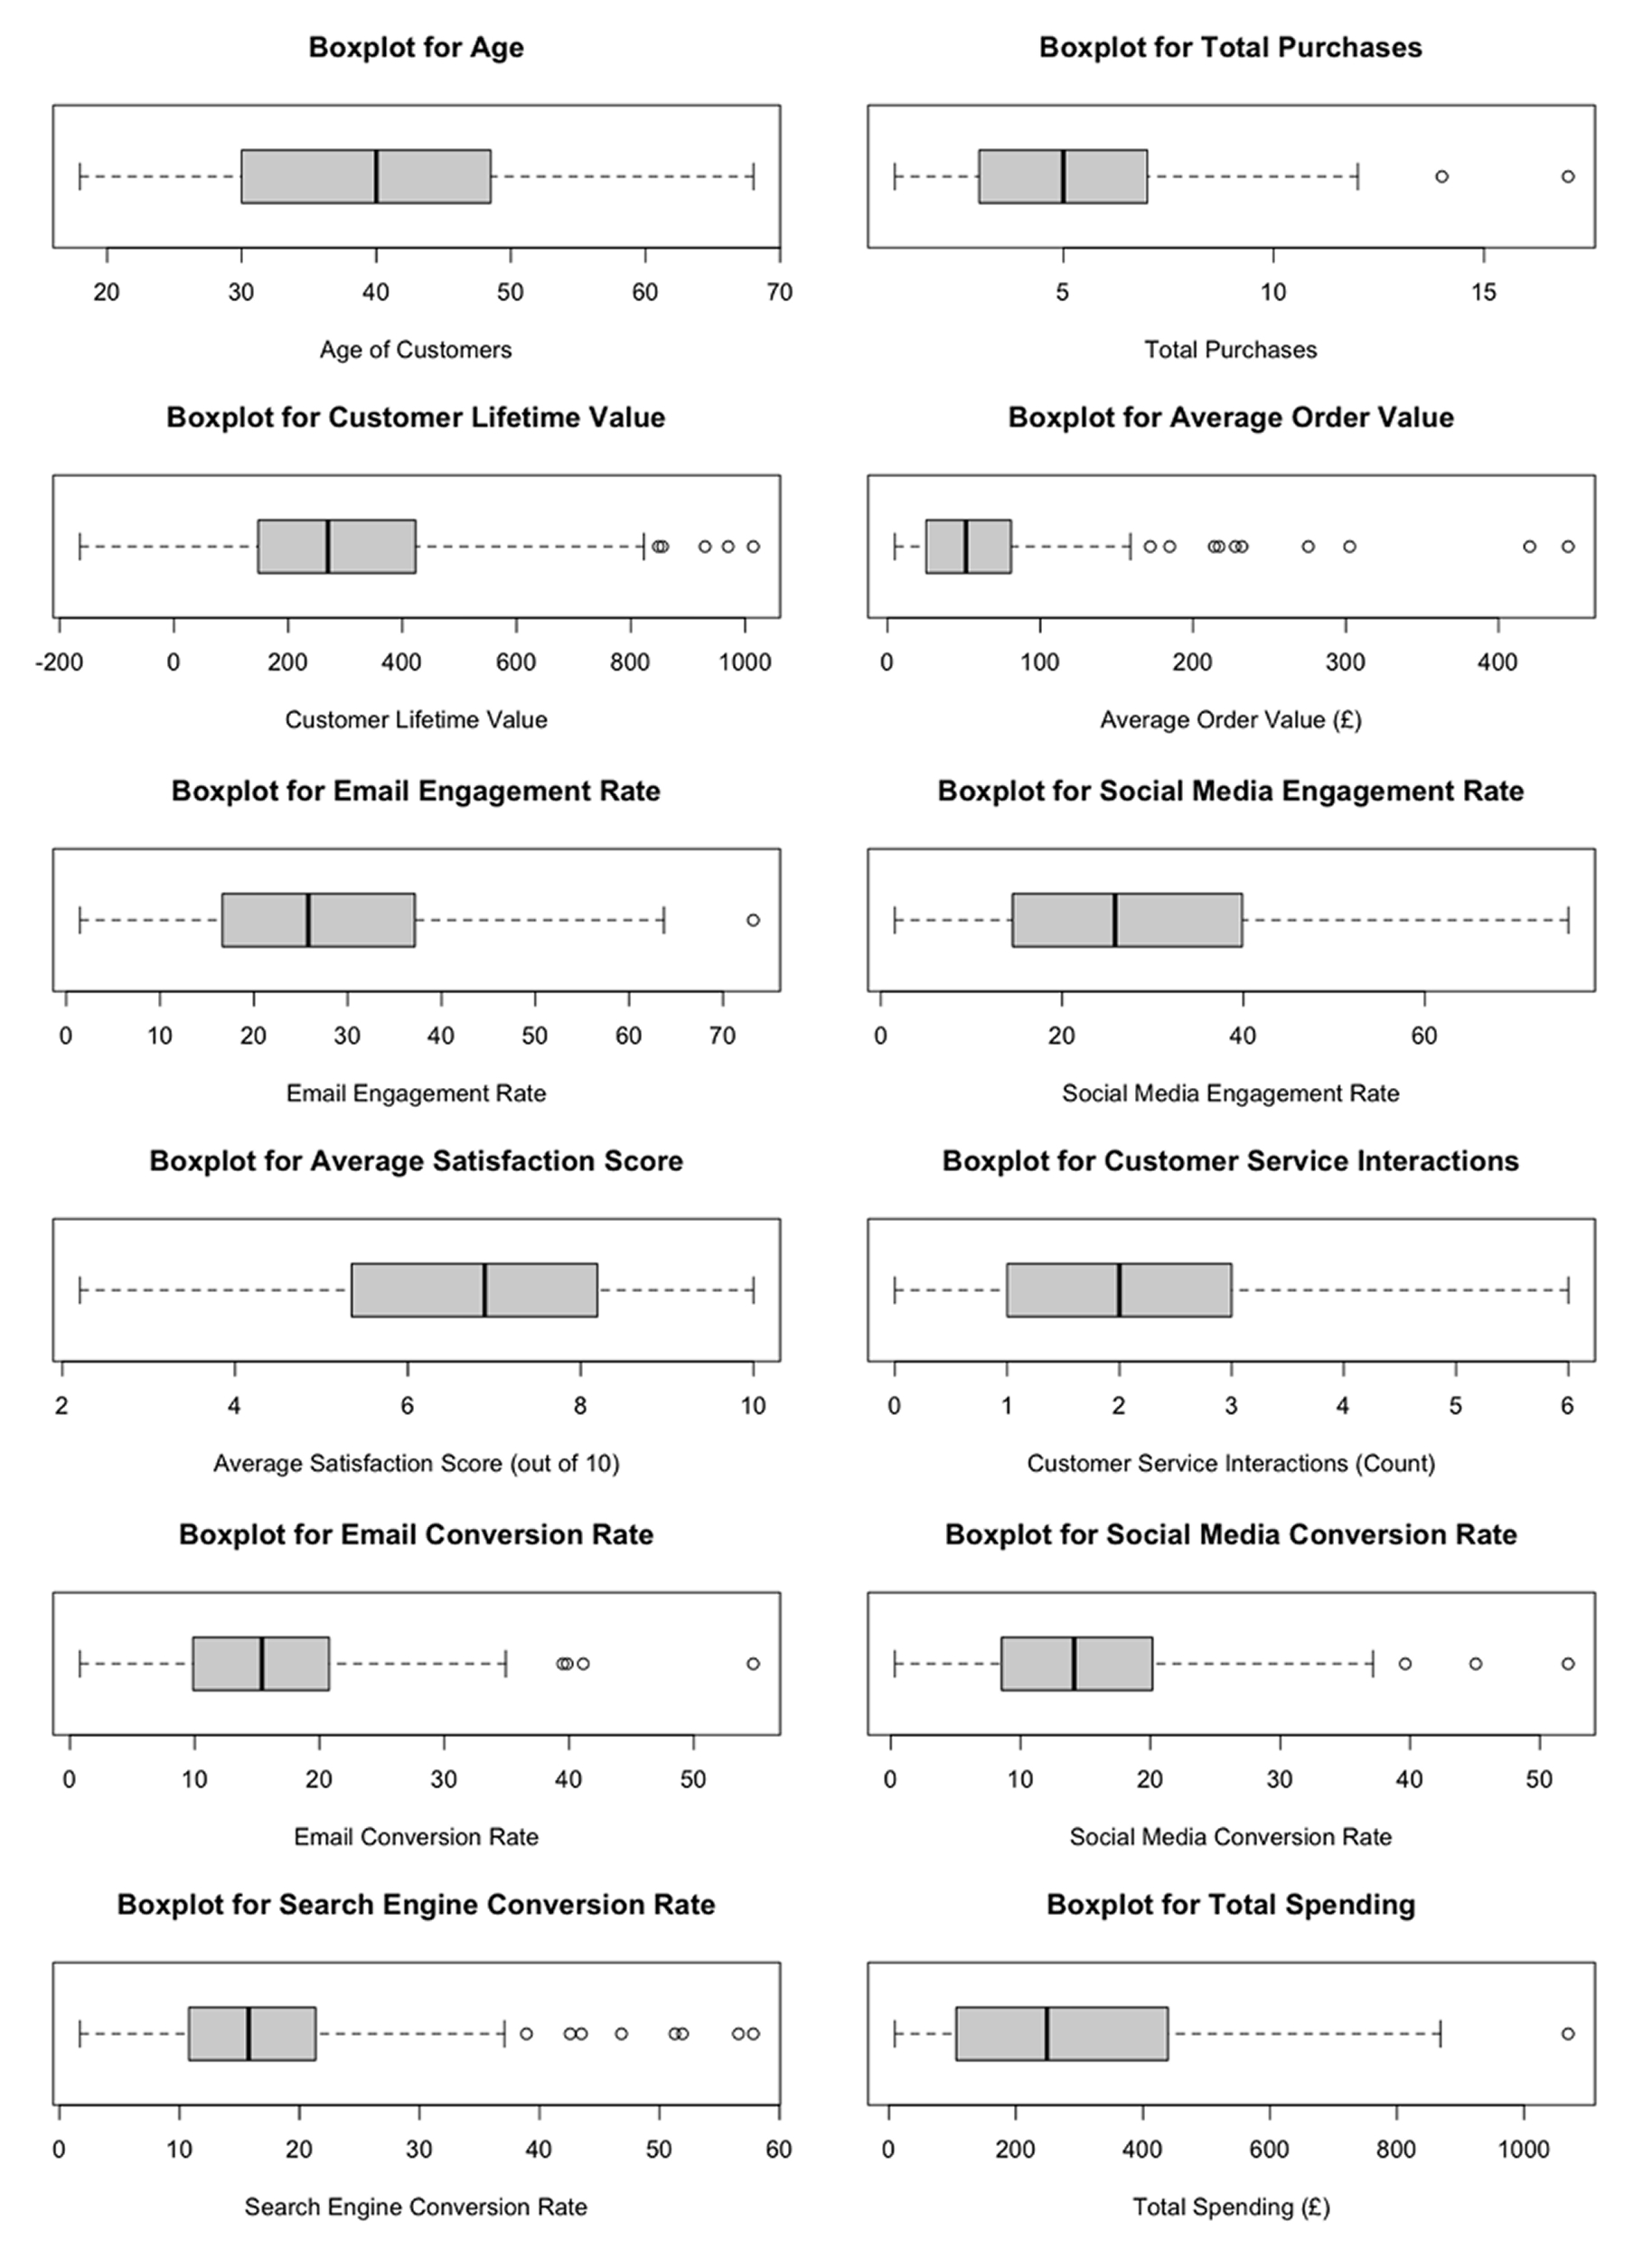 Boxplot for Age
20 30 40 50 60 70
Age of Customers
Boxplot for Total Purchases
5 10 15
Total Purchases
Boxplot for Customer Lifetime Value
-200 0 200 400 600 800 1000
Customer Lifetime Value
Boxplot for Average Order Value
0 100 200 300 400
Average Order Value (£)
Boxplot for Email Engagement Rate
0 10 20 30 40 50 60 70
Email Engagement Rate
Boxplot for Social Media Engagement Rate
0 20 40 60
Social Media Engagement Rate
Boxplot for Average Satisfaction Score
2 4 6 8 10
Average Satisfaction Score (out of 10)
Boxplot for Customer Service Interactions
0 1 2 3 4 5 6
Customer Service Interactions (Count)
Boxplot for Email Conversion Rate
0 10 20 30 40 50
Email Conversion Rate
Boxplot for Social Media Conversion Rate
0 10 20 30 40 50
Social Media Conversion Rate
Boxplot for Search Engine Conversion Rate
0 10 20 30 40 50 60
Search Engine Conversion Rate
Boxplot for Total Spending
0 200 400 600 800 1000
Total Spending (£)